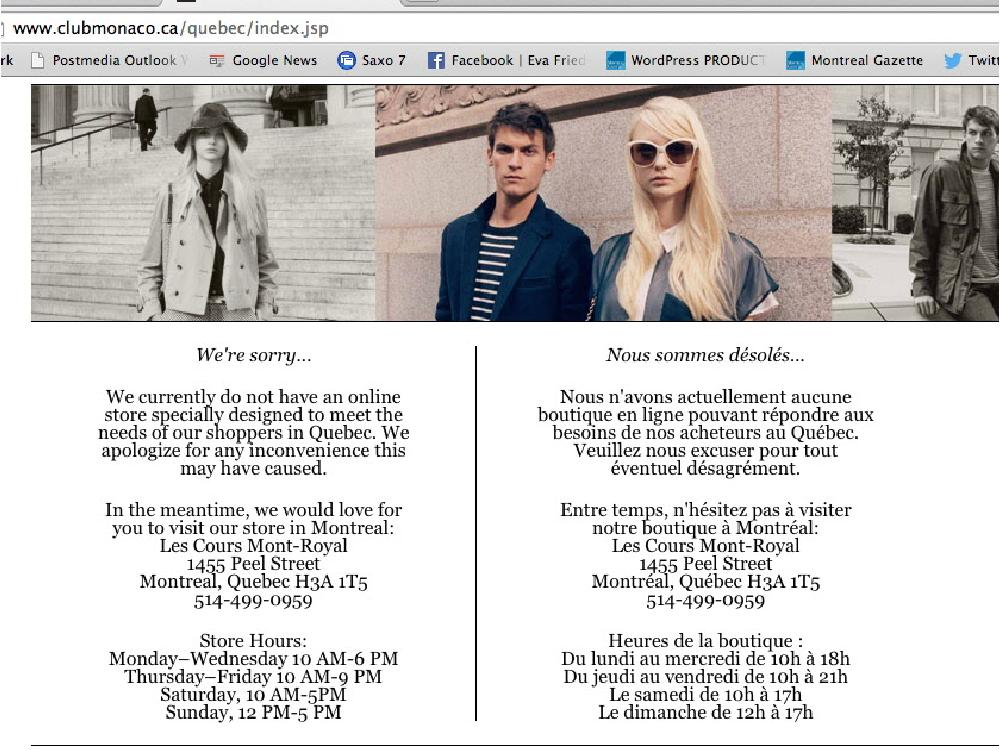 www.clubmonaco.ca/quebec/index.jsp
rk Postmedia Outlook Google News Saxo 7 Facebook | Eva Fried WordPress PRODUCT Montreal Gazette Twitt
We're sorry...
We currently do not have an online
store specially designed to meet the
needs of our shoppers in Quebec. We
apologize for any inconvenience this
may have caused.
In the meantime, we would love for
you to visit our store in Montreal:
Les Cours Mont-Royal
1455 Peel Street
Montreal, Quebec H3A 1T5
514-499-0959
Store Hours:
Monday–Wednesday 10 AM-6 PM
Thursday–Friday 10 AM-9 PM
Saturday, 10 AM-5PM
Sunday, 12 PM-5 PM
Nous sommes désolés...
Nous n'avons actuellement aucune
boutique en ligne pouvant répondre aux
besoins de nos acheteurs au Québec.
Veuillez nous excuser pour tout
éventuel désagrément.
Entre temps, n'hésitez pas à visiter
notre boutique à Montréal:
Les Cours Mont-Royal
1455 Peel Street
Montréal, Québec H3A 1T5
514-499-0959
Heures de la boutique :
Du lundi au mercredi de 10h à 18h
Du jeudi au vendredi de 10h à 21h
Le samedi de 10h à 17h
Le dimanche de 12h à 17h